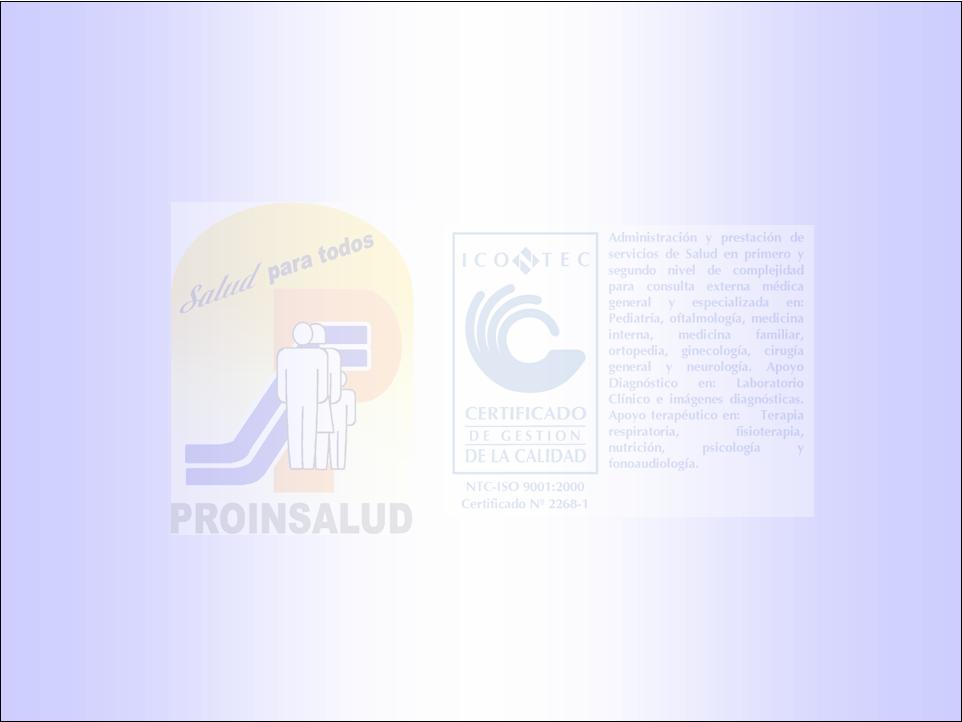 Salud para todos
PROINSALUD
ICONTEC
CERTIFICADO
DE GESTION
DE LA CALIDAD
NTC-ISO 9001:2000
Certificado Nº 2268-1
Administración y prestación de
servicios de Salud en primero y
segundo nivel de complejidad
para consulta externa médica
general y especializada en:
Pediatría, oftalmología, medicina
interna, medicina familiar,
ortopedia, ginecología, cirugía
general y neurología. Apoyo
Diagnóstico en: Laboratorio
Clínico e imágenes diagnósticas.
Apoyo terapéutico en: Terapia
respiratoria, fisioterapia,
nutrición, psicología y
fonoaudiología.